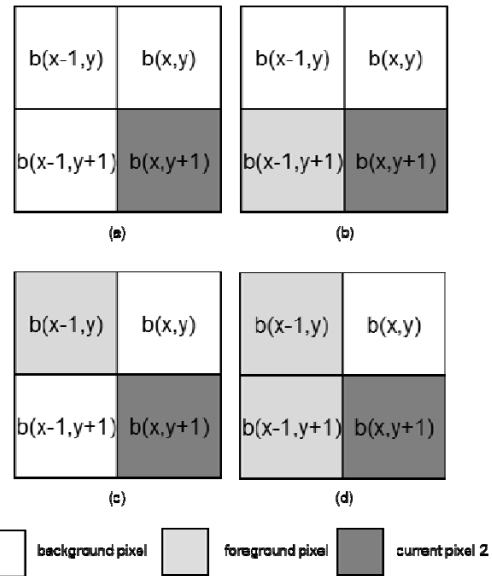 b(x-1,y) b(x,y) b(x-1,y) b(x,y)
b(x-1,y+1) b(x,y+1) b(x-1,y+1) b(x,y+1)
(a) (b)
b(x-1,y) b(x,y) b(x-1,y) b(x,y)
b(x-1,y+1) b(x,y+1) b(x-1,y+1) b(x,y+1)
(c) (d)
background pixel foreground pixel current pixel 2